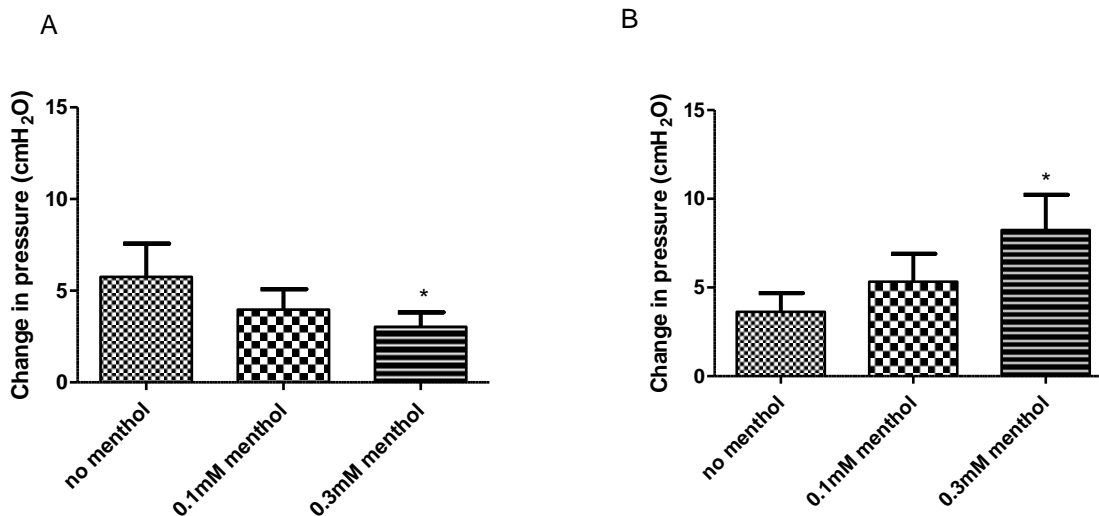 A
Change in pressure (cmH₂O)
15
10
5
0
*
no menthol
0.1mM menthol
0.3mM menthol
B
Change in pressure (cmH₂O)
15
10
5
0
*
no menthol
0.1mM menthol
0.3mM menthol